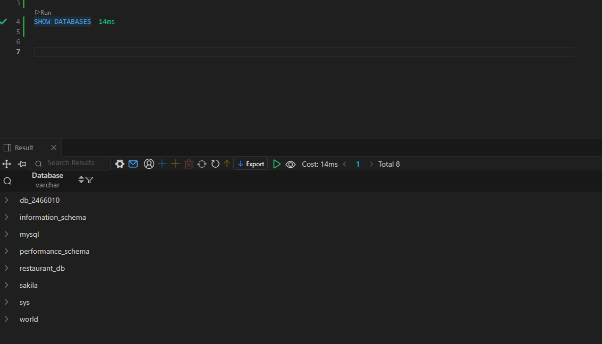 3
▷Run
4 SHOW DATABASES 14ms
5
6
7
Result
Search Results
Export Cost: 14ms 1 Total 8
Database
varchar
db_2466010
information_schema
mysql
performance_schema
restaurant_db
sakila
sys
world